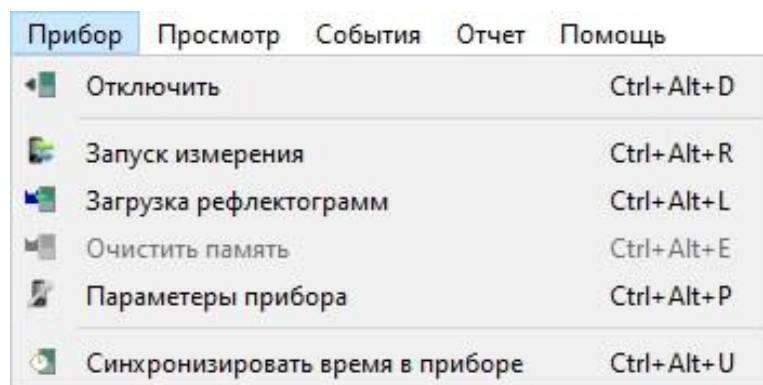 Прибор Просмотр События Отчет Помощь
Отключить Ctrl+Alt+D
Запуск измерения Ctrl+Alt+R
Загрузка рефлектограмм Ctrl+Alt+L
Очистить память Ctrl+Alt+E
Параметры прибора Ctrl+Alt+P
Синхронизировать время в приборе Ctrl+Alt+U